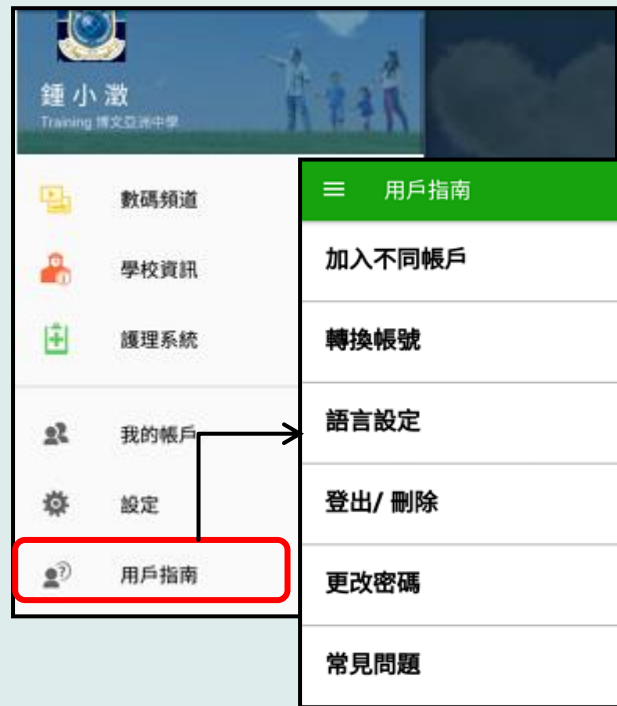 鍾小澂
Training 博文亞洲中學
數碼頻道
學校資訊
護理系統
我的帳戶
設定
用戶指南
用戶指南
加入不同帳戶
轉換帳號
語言設定
登出/ 刪除
更改密碼
常見問題